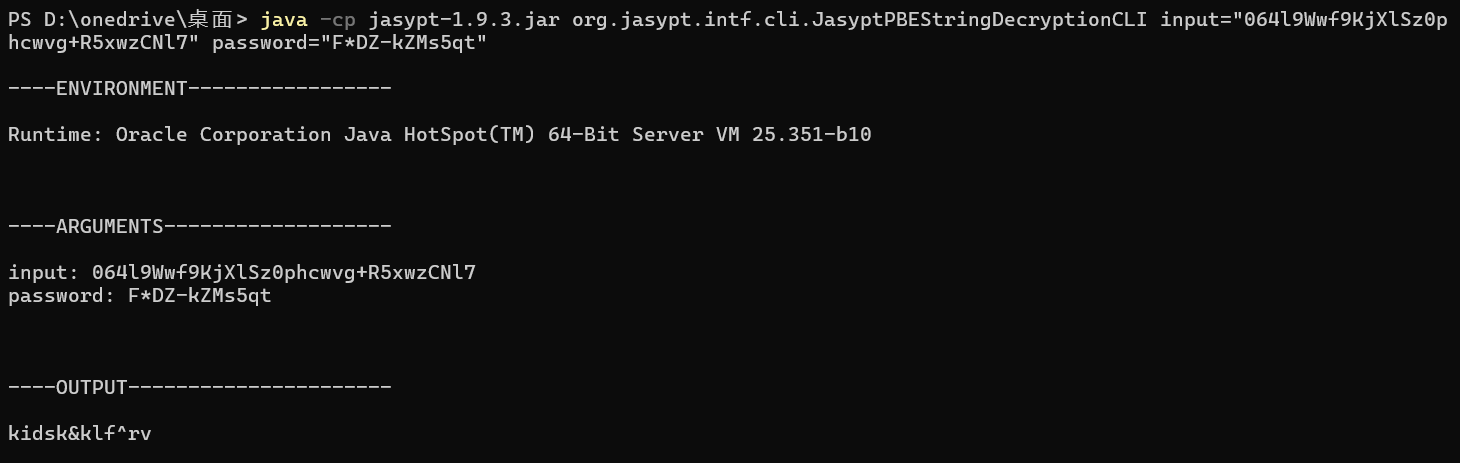 PS D:\onedrive\桌面> java -cp jasypt-1.9.3.jar org.jasypt.intf.cli.JasyptPBEStringDecryptionCLI input="064l9Wwf9KjXlSz0p
hcwvg+R5xwzCNl7" password="F*DZ-kZMs5qt"
----ENVIRONMENT-----------------
Runtime: Oracle Corporation Java HotSpot(TM) 64-Bit Server VM 25.351-b10
----ARGUMENTS-------------------
input: 064l9Wwf9KjXlSz0phcwvg+R5xwzCNl7
password: F*DZ-kZMs5qt
----OUTPUT----------------------
kidsk&klf^rv